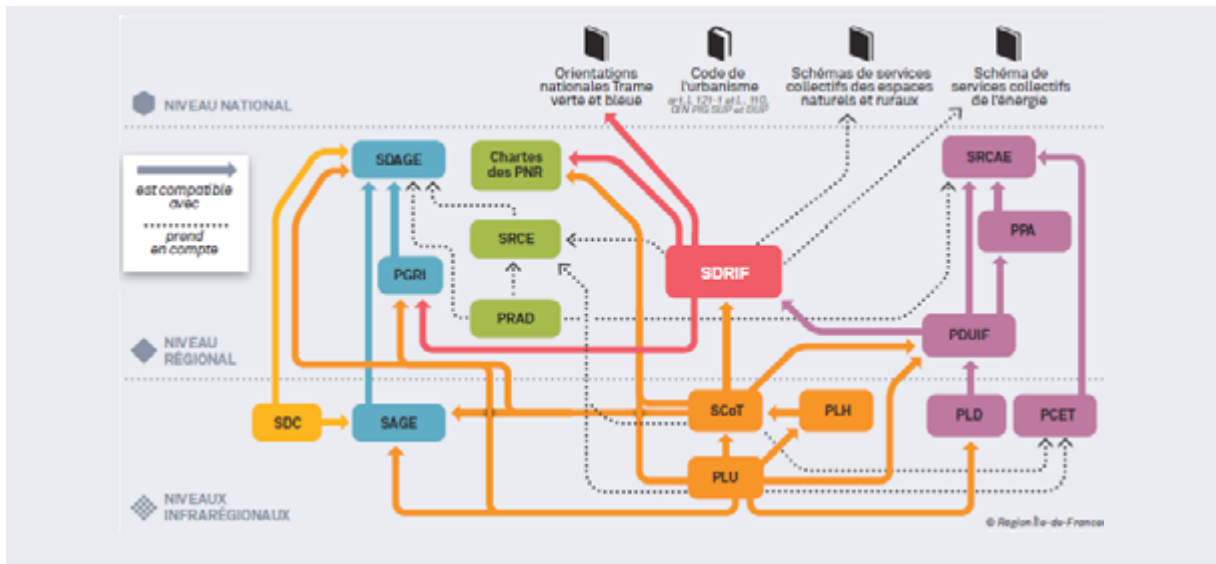 Orientations
nationales Trame
verte et bleue
Code de
l'urbanisme
Schémas de services
collectifs des espaces
naturels et ruraux
Schéma de
services collectifs
de l'énergie
NIVEAU NATIONAL
est compatible
avec
prend
en compte
SDAGE
Chartes
des PNR
SRCAE
SRCE
PPA
SDRIF
PGRI
PRAD
PDUIF
NIVEAU
RÉGIONAL
SDC
SAGE
SCoT
PLH
PLD
PCET
PLU
NIVEAUX
INFRARÉGIONAUX
© Région Île-de-France